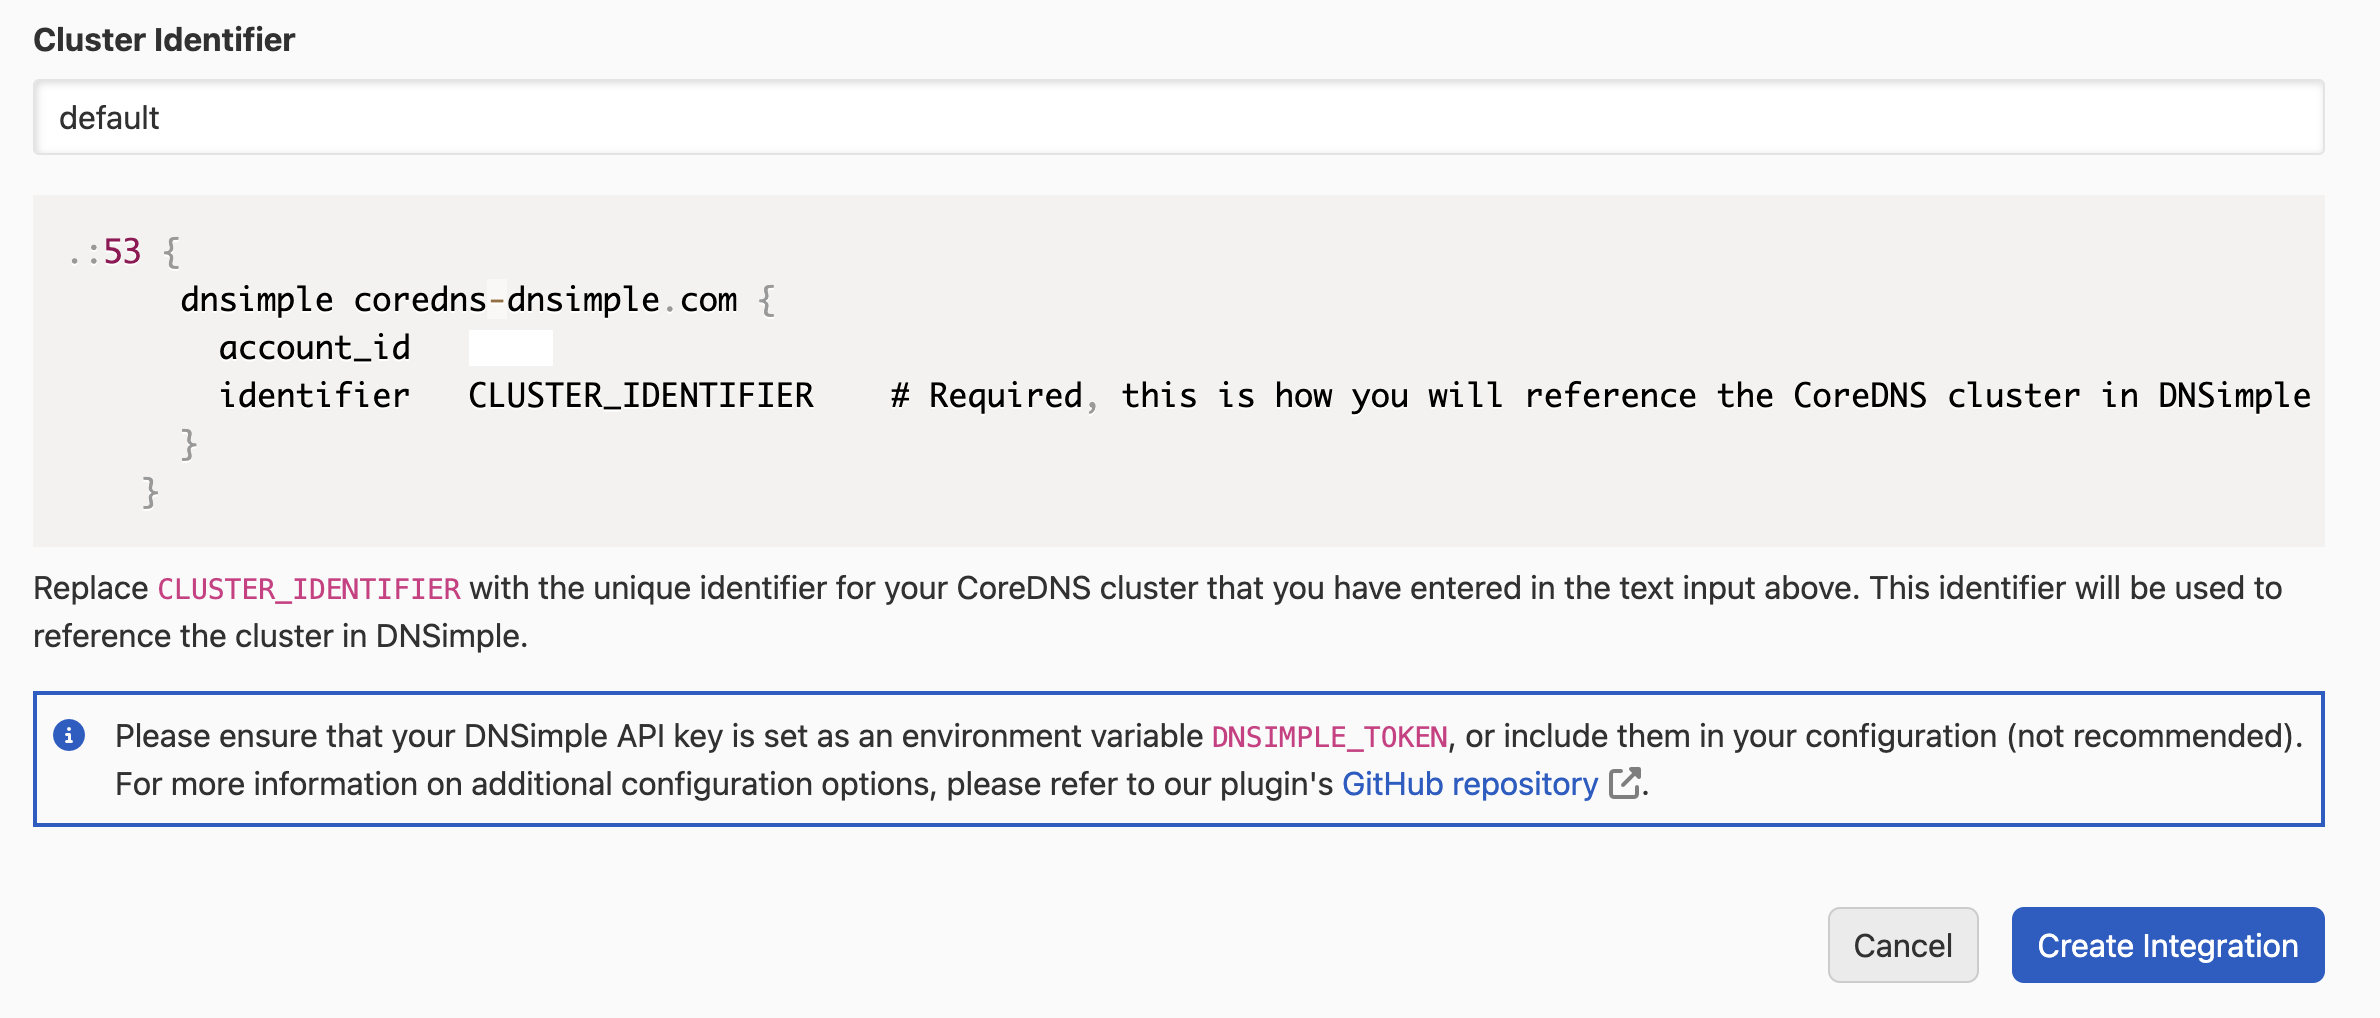 Cluster Identifier
default
.:53 {
dnsimple coredns-dnsimple.com {
account_id
identifier CLUSTER_IDENTIFIER # Required, this is how you will reference the CoreDNS cluster in DNSimple
}
}
Replace CLUSTER_IDENTIFIER with the unique identifier for your CoreDNS cluster that you have entered in the text input above. This identifier will be used to
reference the cluster in DNSimple.
Please ensure that your DNSimple API key is set as an environment variable DNSIMPLE_TOKEN, or include them in your configuration (not recommended).
For more information on additional configuration options, please refer to our plugin's GitHub repository.
Cancel
Create Integration